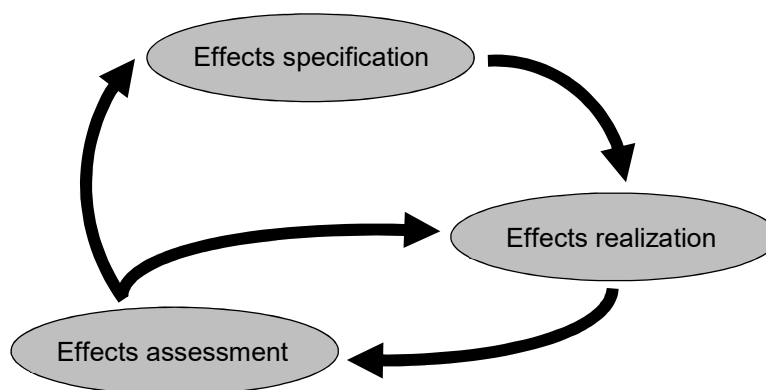 Effects specification
Effects realization
Effects assessment